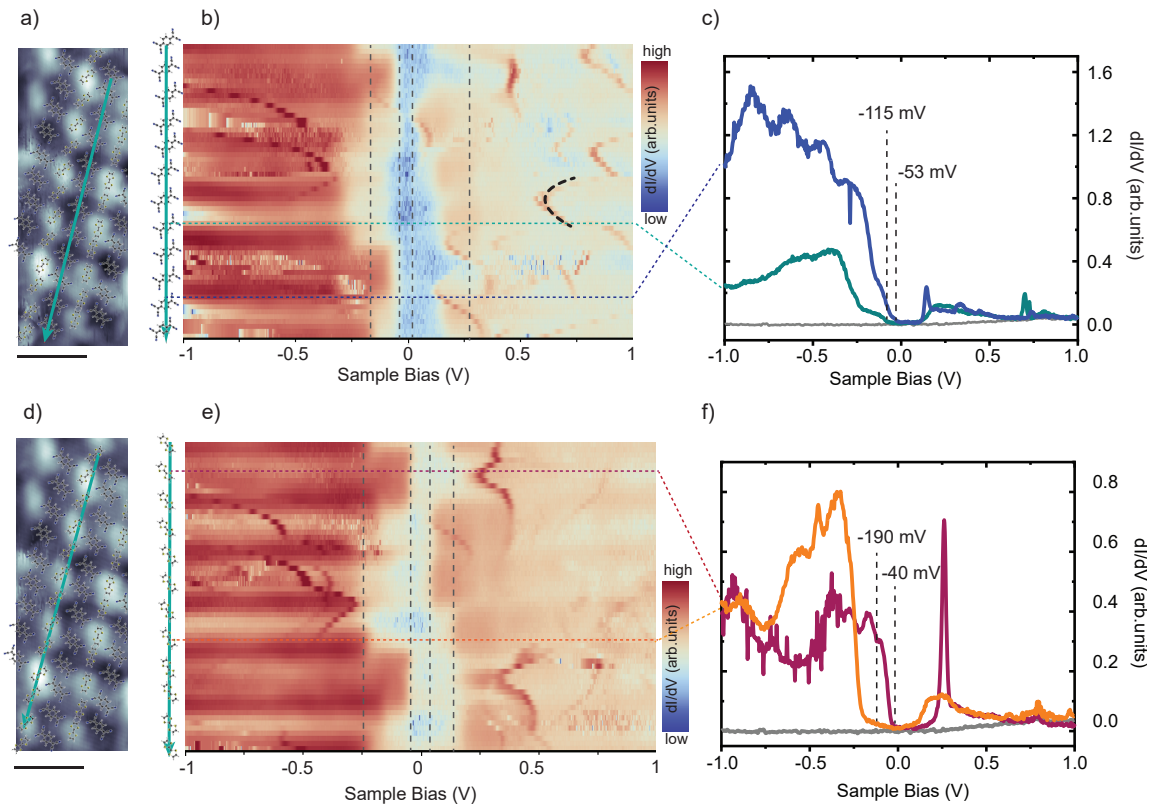 a)
b)
c)
high
dI/dV (arb.units)
low
-1
-0.5
0
0.5
1
Sample Bias (V)
-115 mV
-53 mV
1.6
1.2
0.8
0.4
0.0
dI/dV (arb.units)
-1.0
-0.5
0.0
0.5
1.0
Sample Bias (V)
d)
e)
f)
high
dI/dV (arb.units)
low
-1
-0.5
0
0.5
1
Sample Bias (V)
-190 mV
-40 mV
0.8
0.6
0.4
0.2
0.0
dI/dV (arb.units)
-1.0
-0.5
0.0
0.5
1.0
Sample Bias (V)